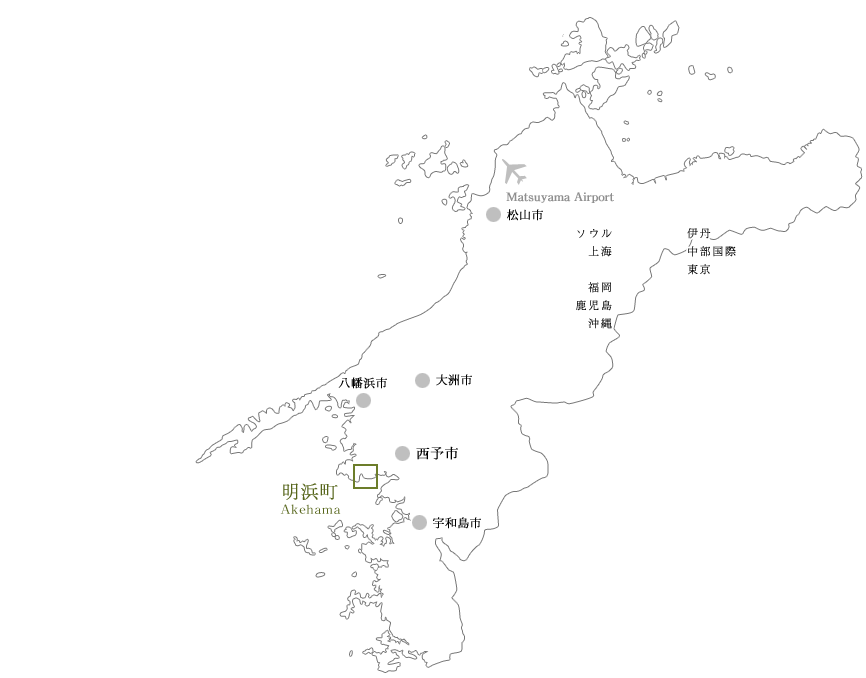 Matsuyama Airport
松山市
ソウル
上海
福岡
鹿児島
沖縄
伊丹
中部国際
東京
八幡浜市
大洲市
西予市
明浜町
Akehama
宇和島市